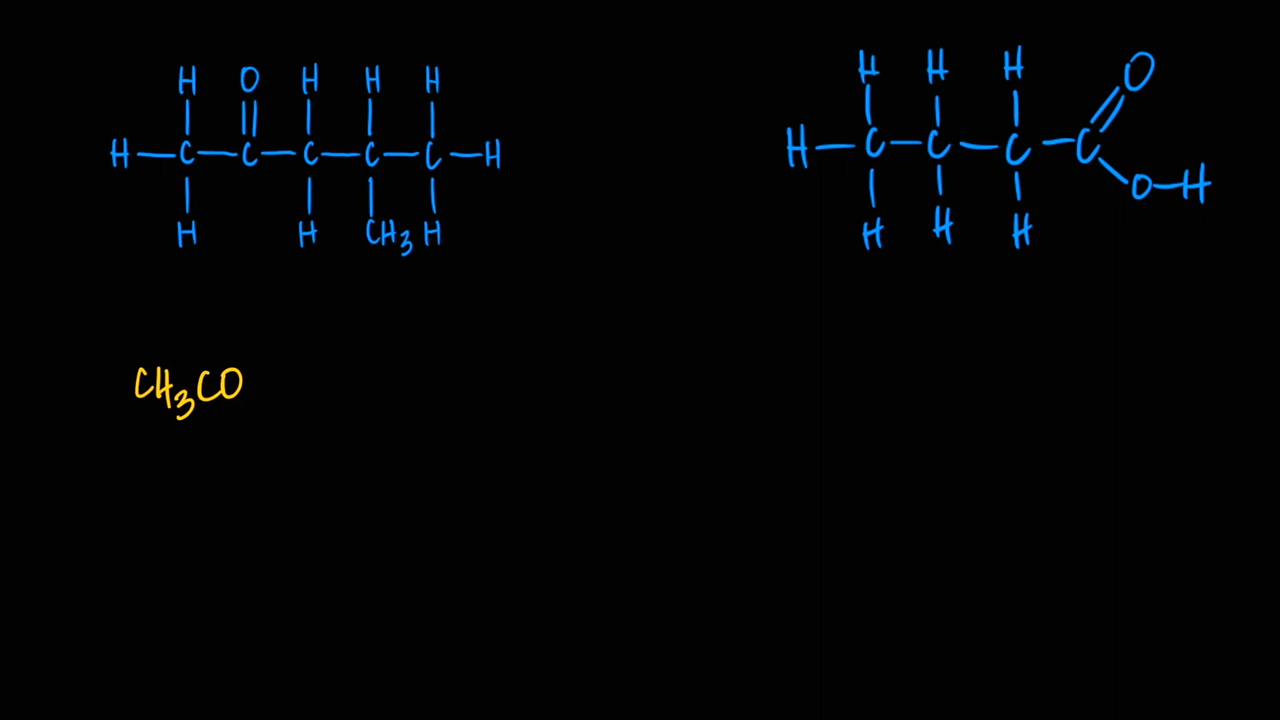 H O H H H
H—C—C—C—C—C—H
H H CH₃ H
H H H O
H—C—C—C—C
O—H
H H H
CH₃CO